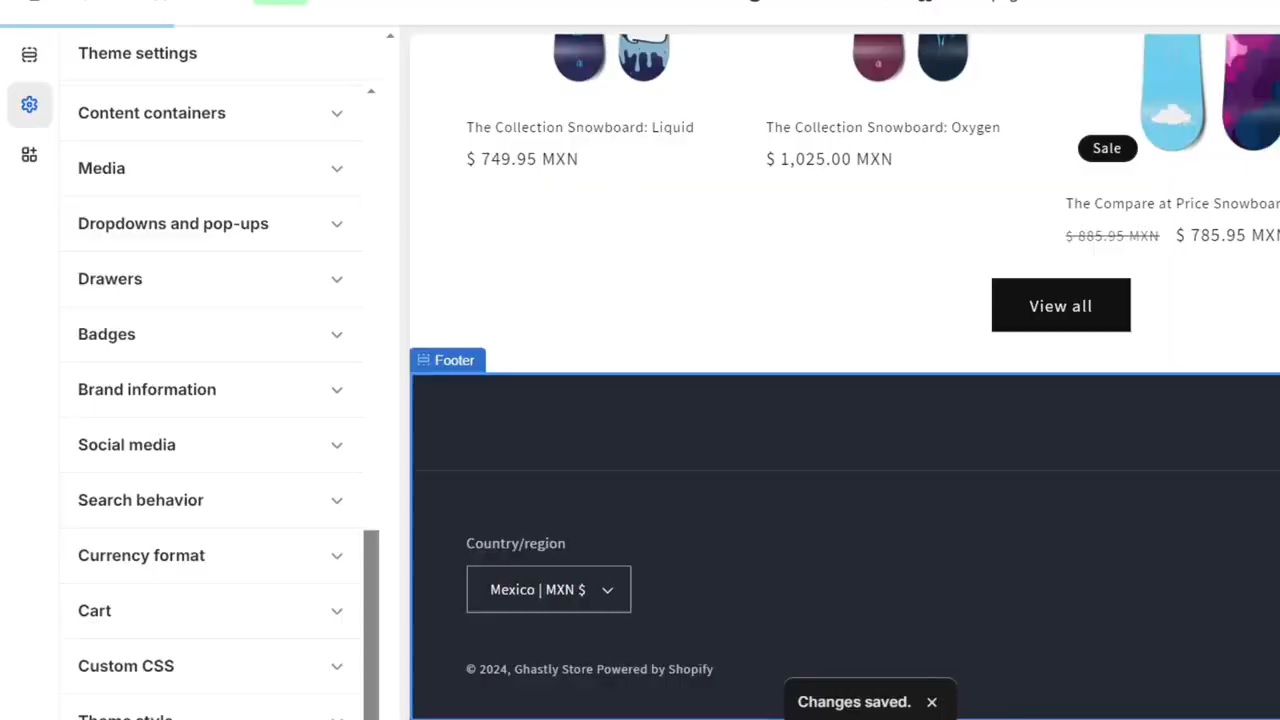 Theme settings
Content containers
Media
Dropdowns and pop-ups
Drawers
Badges
Brand information
Social media
Search behavior
Currency format
Cart
Custom CSS
Theme style
The Collection Snowboard: Liquid
$ 749.95 MXN
The Collection Snowboard: Oxygen
$ 1,025.00 MXN
Sale
The Compare at Price Snowboar
$ 885.95 MXN $ 785.95 MXN
View all
Footer
Country/region
Mexico | MXN $
© 2024, Ghastly Store Powered by Shopify
Changes saved.